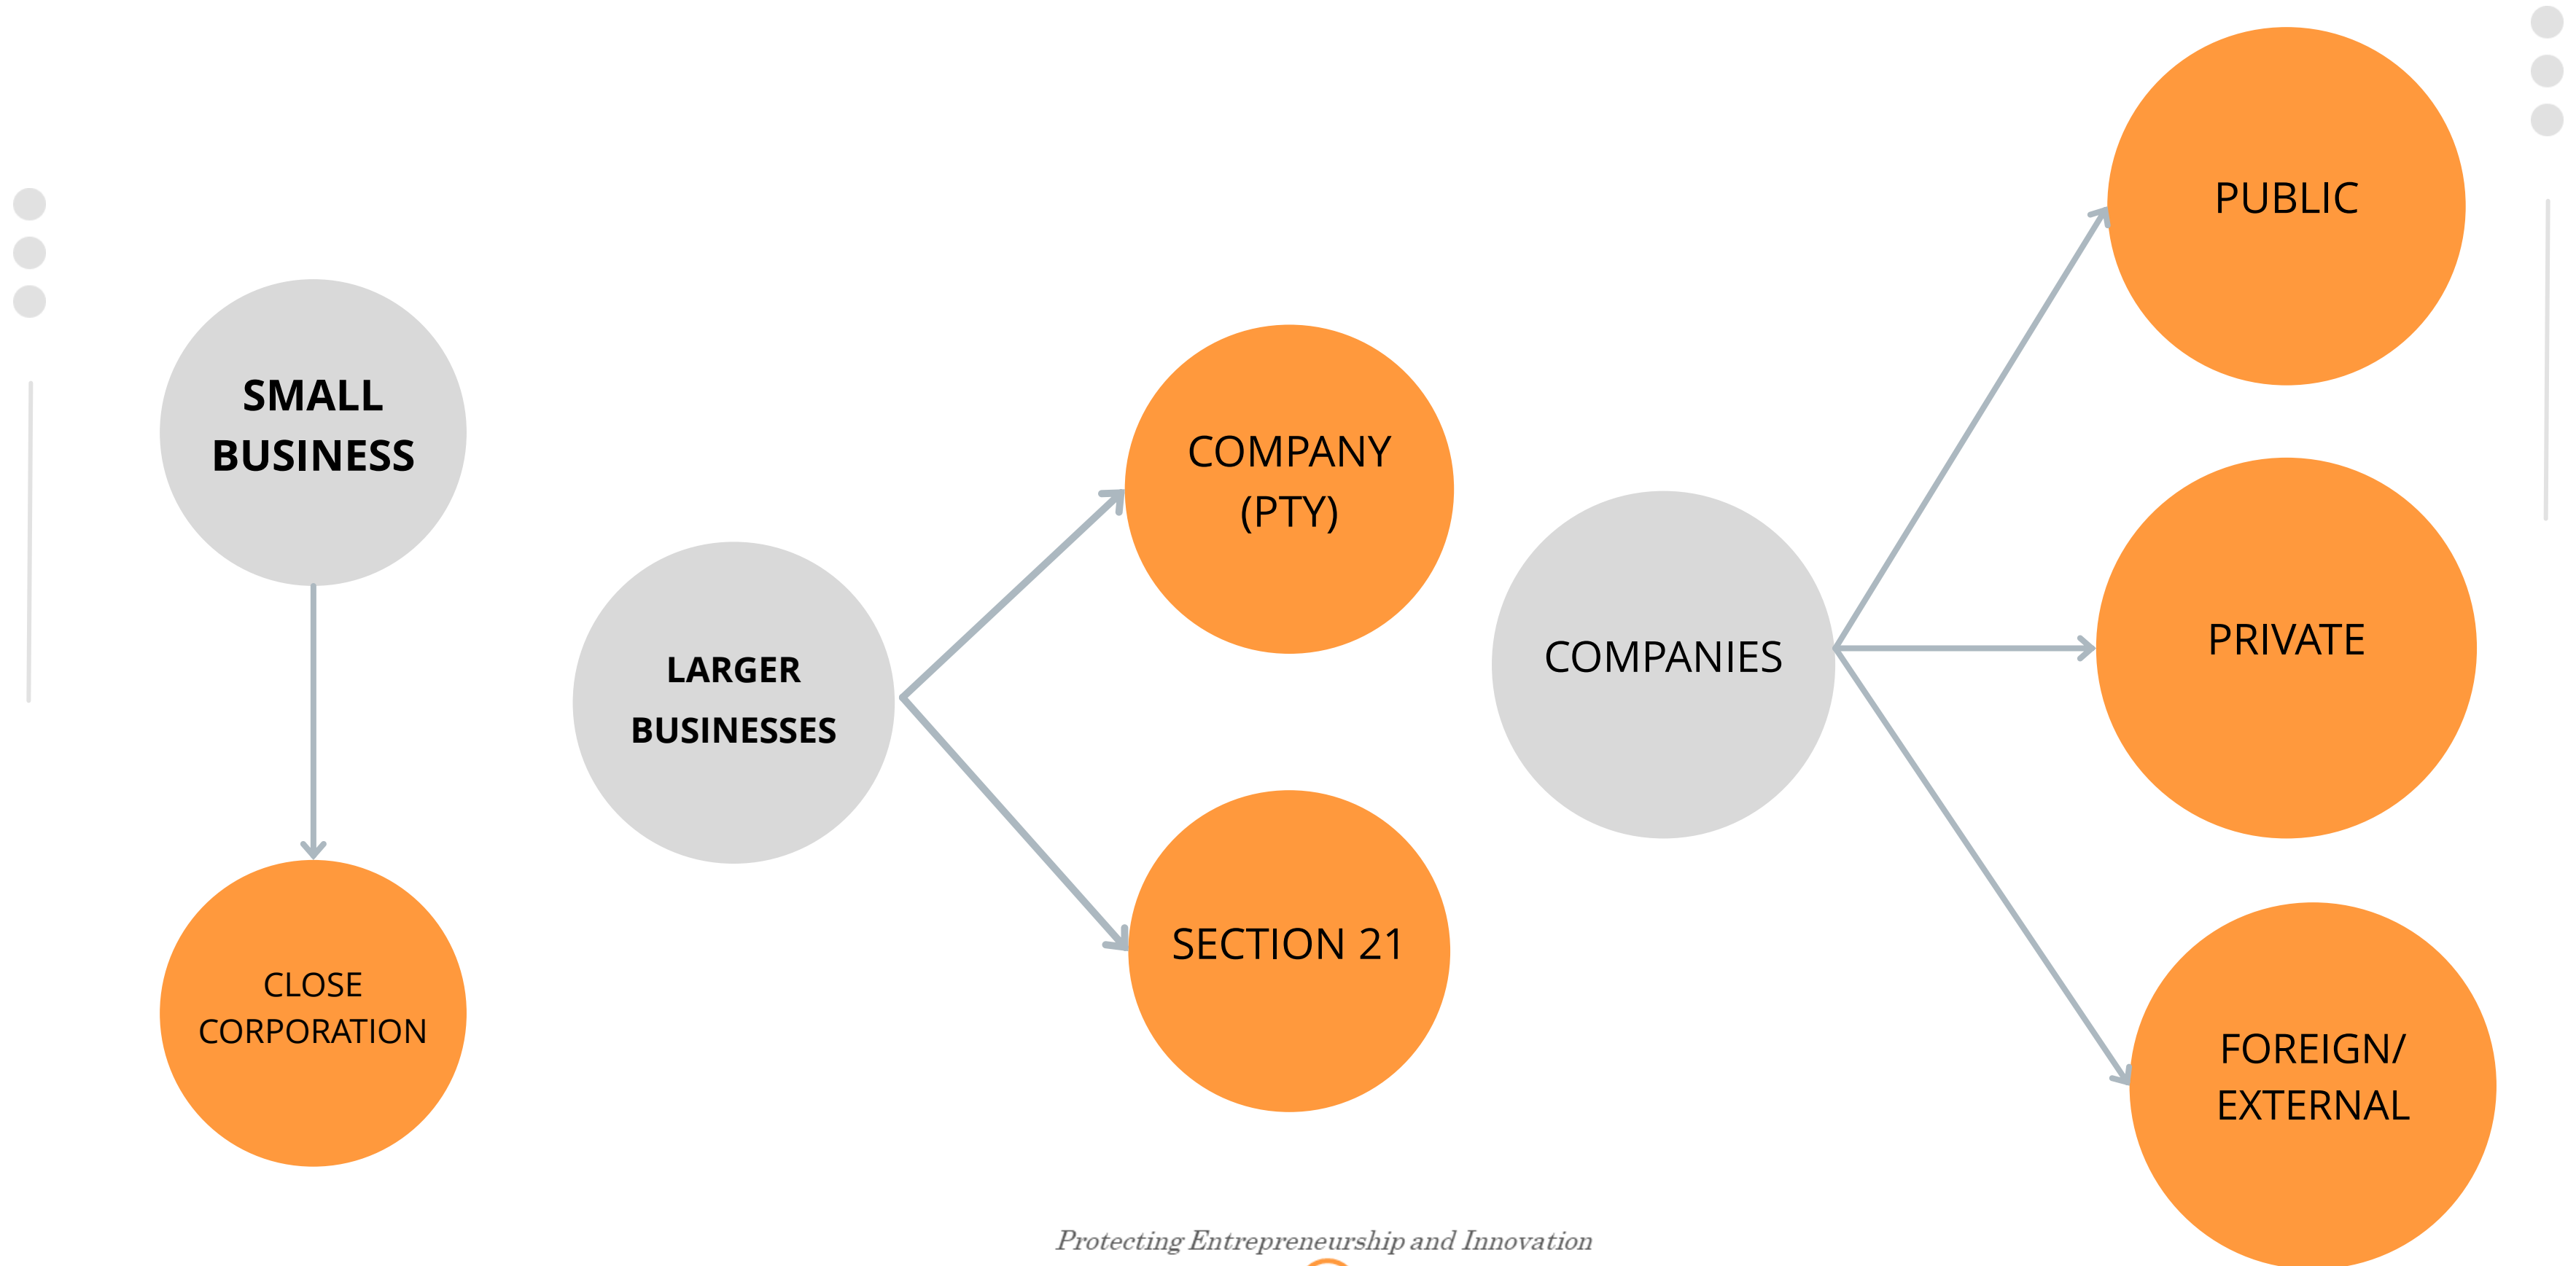 SMALL
BUSINESS
CLOSE
CORPORATION
LARGER
BUSINESSES
COMPANY
(PTY)
SECTION 21
COMPANIES
PUBLIC
PRIVATE
FOREIGN/
EXTERNAL
Protecting Entrepreneurship and Innovation